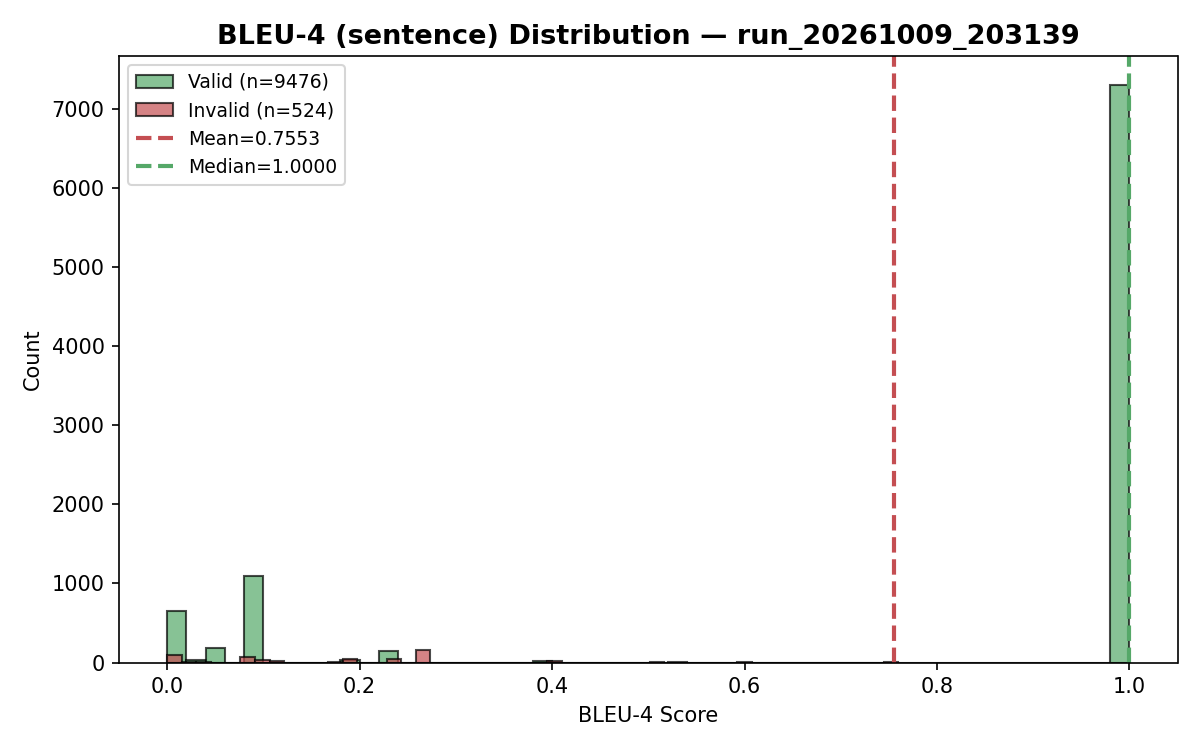 BLEU-4 (sentence) Distribution — run_20261009_203139
Valid (n=9476)
Invalid (n=524)
Mean=0.7553
Median=1.0000
Count
7000
6000
5000
4000
3000
2000
1000
0
0.0 0.2 0.4 0.6 0.8 1.0
BLEU-4 Score